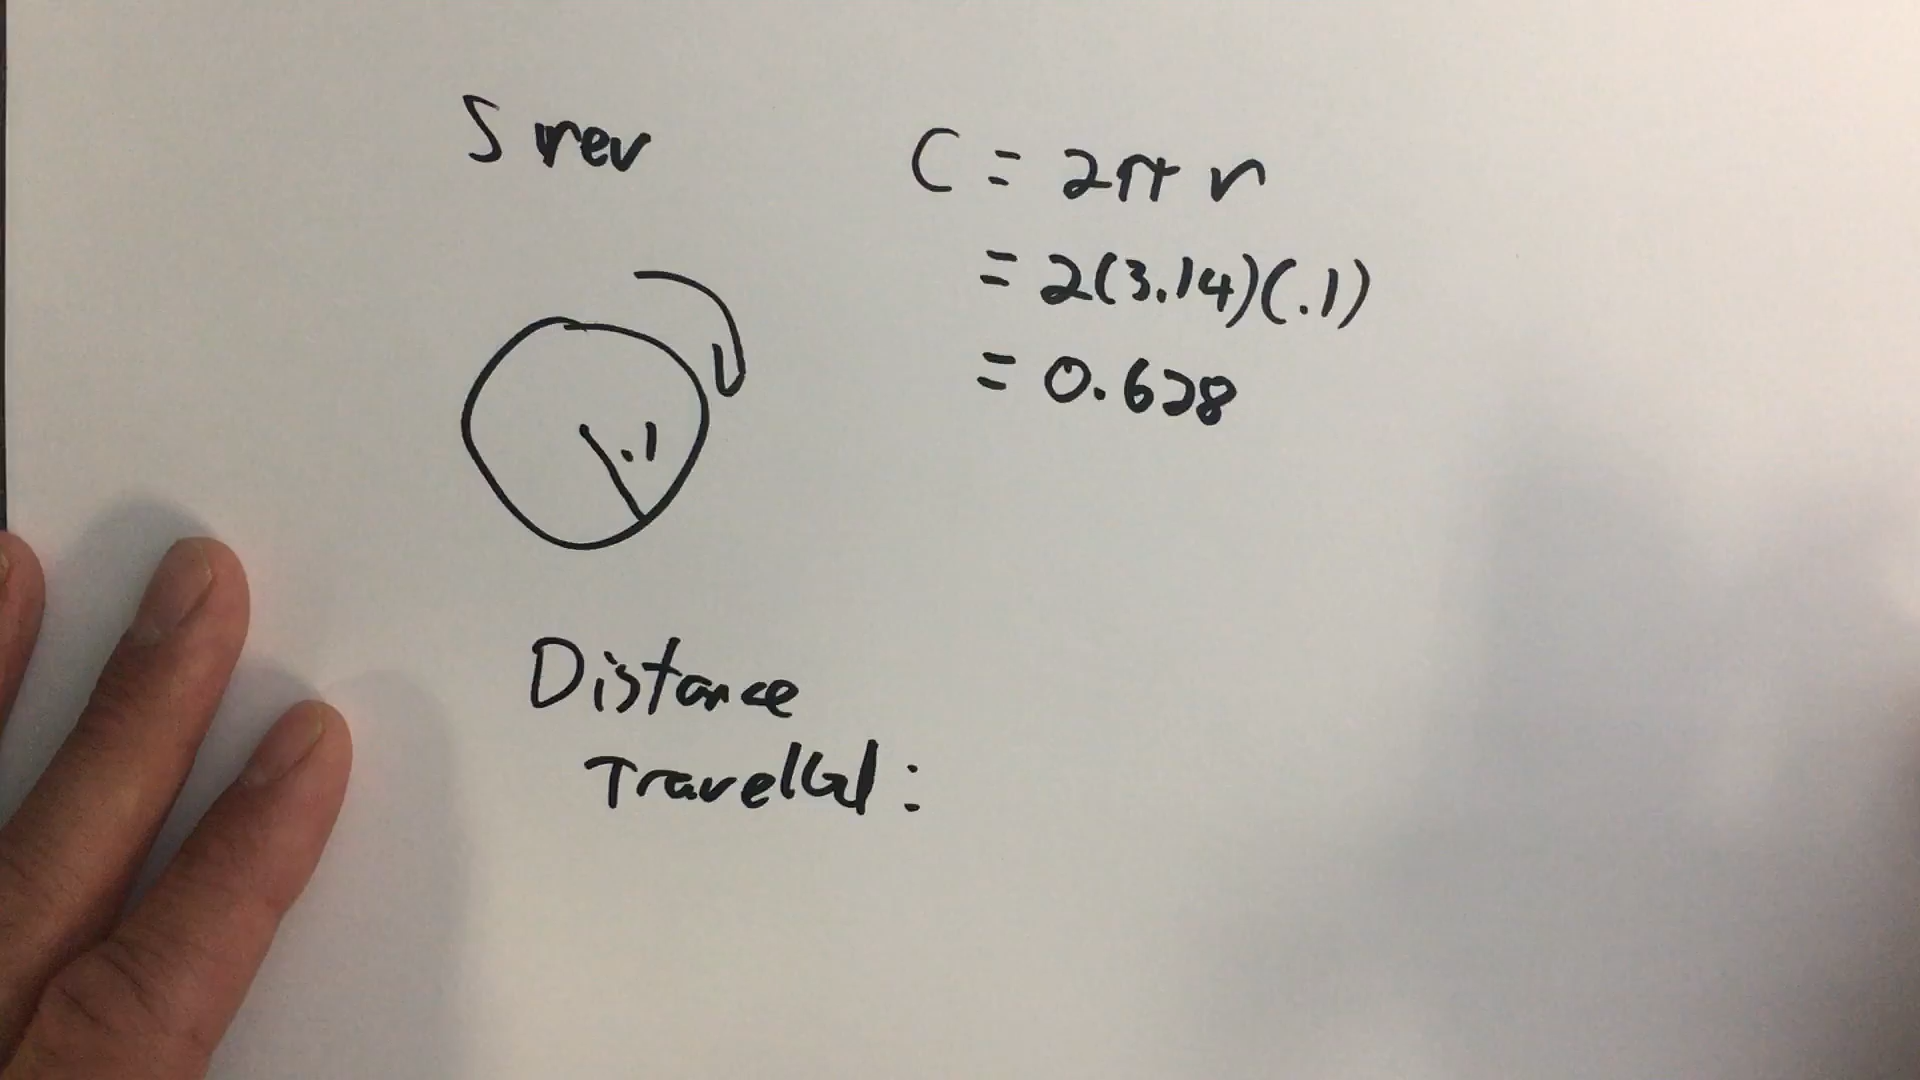 5 rev
C = 2π r
= 2(3.14)(.1)
= 0.628
.1
Distance
Travelled :